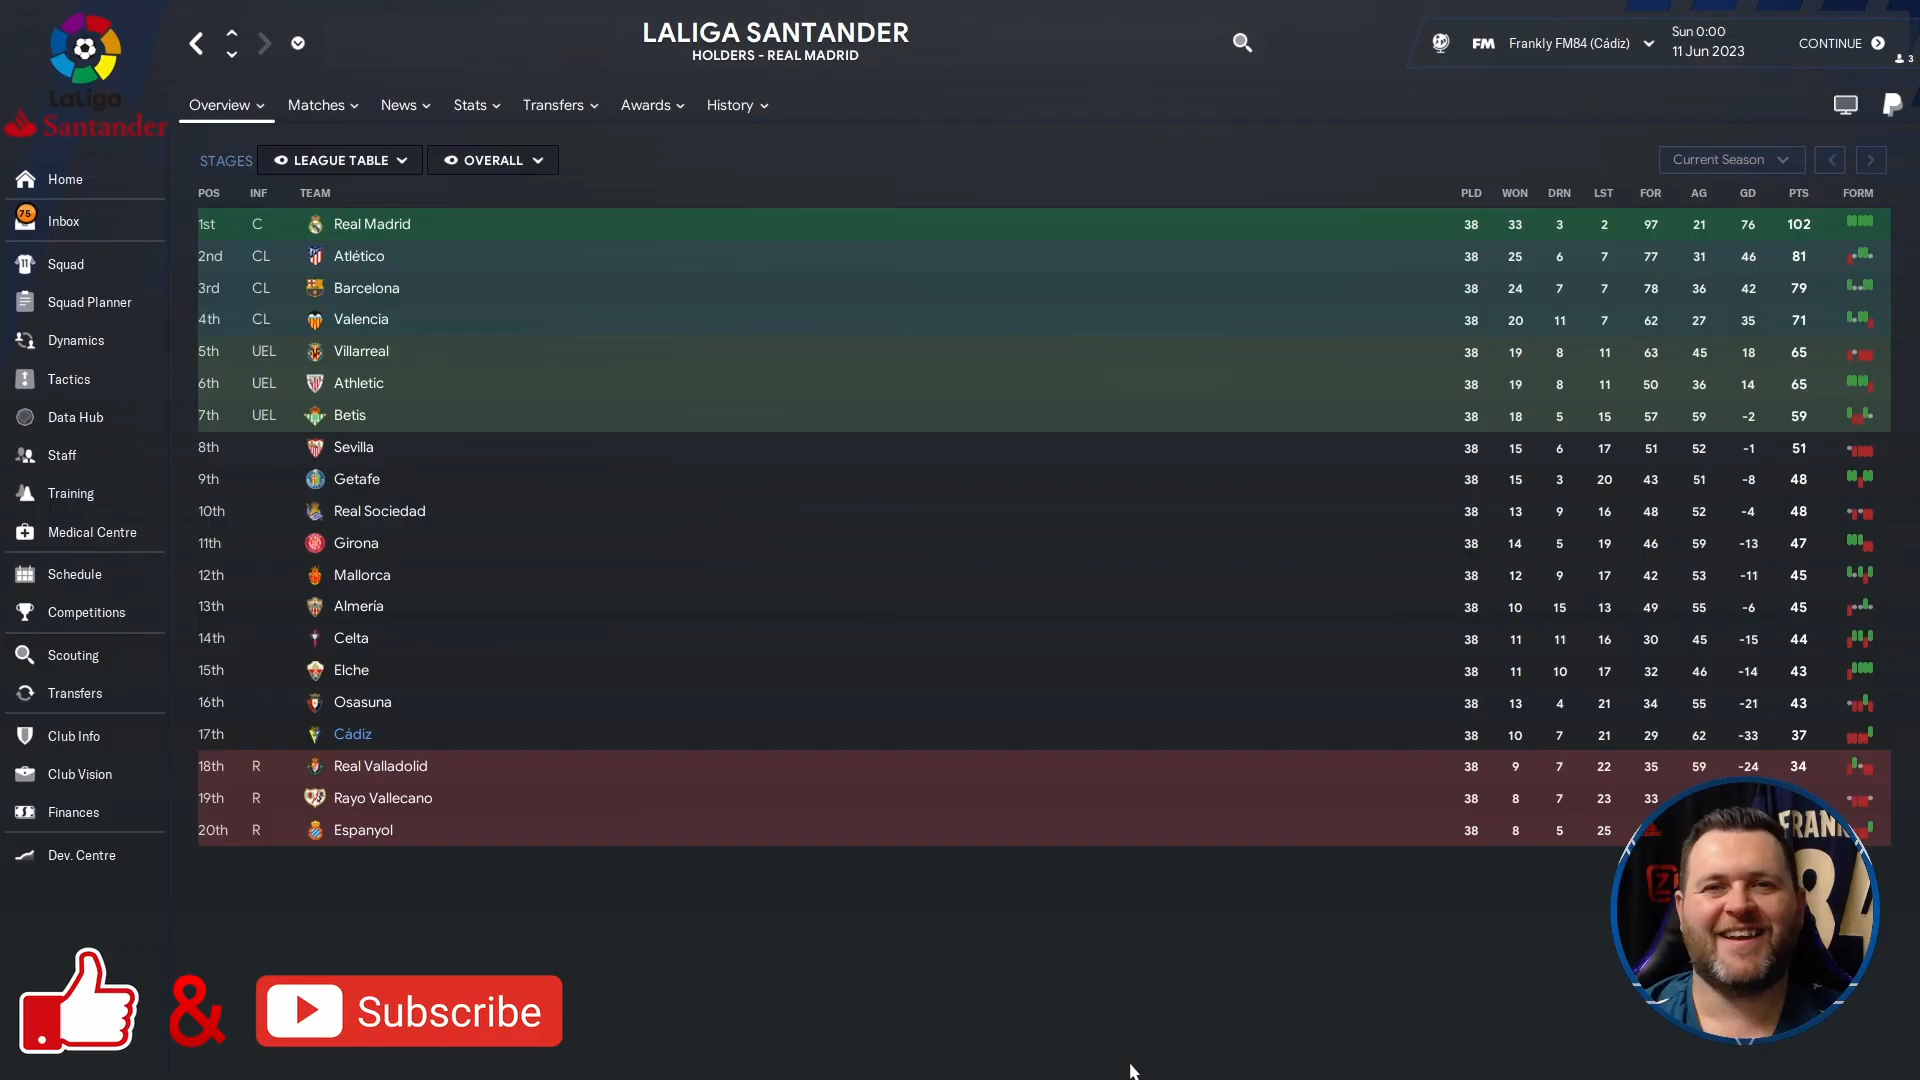 LALIGA SANTANDER
HOLDERS - REAL MADRID
FM Frankly FM84 (Cádiz)
Sun 0:00
11 Jun 2023
CONTINUE
3
LaLiga
Santander
Overview Matches News Stats Transfers Awards History
STAGES LEAGUE TABLE OVERALL Current Season
Home
75
Inbox
Squad
Squad Planner
Dynamics
Tactics
Data Hub
Staff
Training
Medical Centre
Schedule
Competitions
Scouting
Transfers
Club Info
Club Vision
Finances
Dev. Centre
POS INF TEAM PLD WON DRN LST FOR AG GD PTS FORM
1st C Real Madrid 38 33 3 2 97 21 76 102
2nd CL Atlético 38 25 6 7 77 31 46 81
3rd CL Barcelona 38 24 7 7 78 36 42 79
4th CL Valencia 38 20 11 7 62 27 35 71
5th UEL Villarreal 38 19 8 11 63 45 18 65
6th UEL Athletic 38 19 8 11 50 36 14 65
7th UEL Betis 38 18 5 15 57 59 -2 59
8th Sevilla 38 15 6 17 51 52 -1 51
9th Getafe 38 15 3 20 43 51 -8 48
10th Real Sociedad 38 13 9 16 48 52 -4 48
11th Girona 38 14 5 19 46 59 -13 47
12th Mallorca 38 12 9 17 42 53 -11 45
13th Almería 38 10 15 13 49 55 -6 45
14th Celta 38 11 11 16 30 45 -15 44
15th Elche 38 11 10 17 32 46 -14 43
16th Osasuna 38 13 4 21 34 55 -21 43
17th Cádiz 38 10 7 21 29 62 -33 37
18th R Real Valladolid 38 9 7 22 35 59 -24 34
19th R Rayo Vallecano 38 8 7 23 33
20th R Espanyol 38 8 5 25
& Subscribe